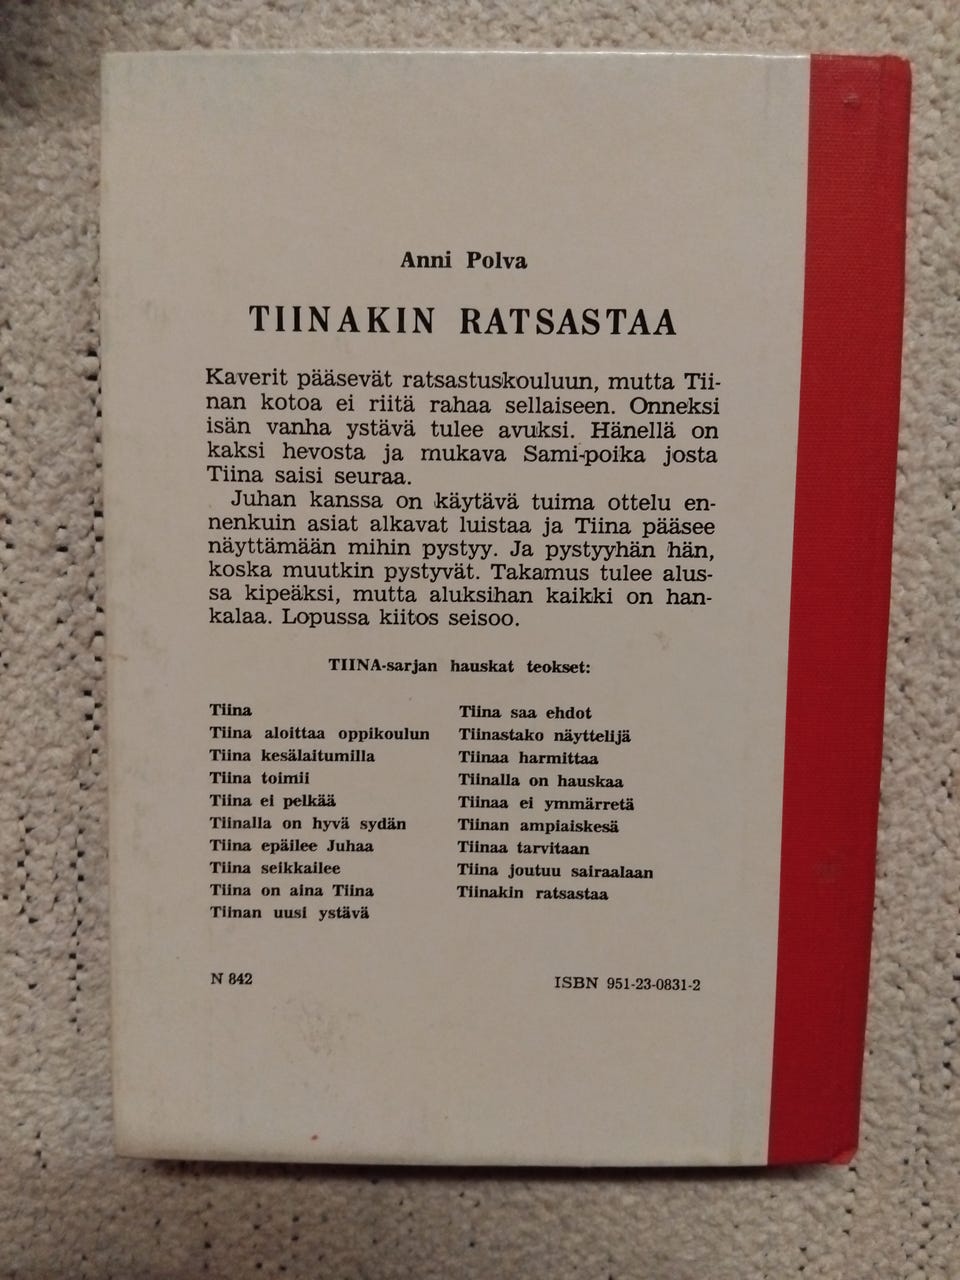 Anni Polva
TIINAKIN RATSASTAA
Kaverit pääsevät ratsastuskouluun, mutta Tii-
nan kotoa ei riitä rahaa sellaiseen. Onneksi
isän vanha ystävä tulee avuksi. Hänellä on
kaksi hevosta ja mukava Sami-poika josta
Tiina saisi seuraa.
Juhan kanssa on käytävä tuima ottelu en-
nenkuin asiat alkavat luistaa ja Tiina pääsee
näyttämään mihin pystyy. Ja pystyyhän hän,
koska muutkin pystyvät. Takamus tulee alus-
sa kipeäksi, mutta aluksihan kaikki on han-
kalaa. Lopussa kiitos seisoo.
TIINA-sarjan hauskat teokset:
Tiina
Tiina aloittaa oppikoulun
Tiina kesälaitumilla
Tiina toimii
Tiina ei pelkää
Tiinalla on hyvä sydän
Tiina epäilee Juhaa
Tiina seikkailee
Tiina on aina Tiina
Tiinan uusi ystävä
Tiina saa ehdot
Tiinastako näyttelijä
Tiinaa harmittaa
Tiinalla on hauskaa
Tiinaa ei ymmärretä
Tiinan ampiaiskesä
Tiinaa tarvitaan
Tiina joutuu sairaalaan
Tiinakin ratsastaa
N 842
ISBN 951-23-0831-2